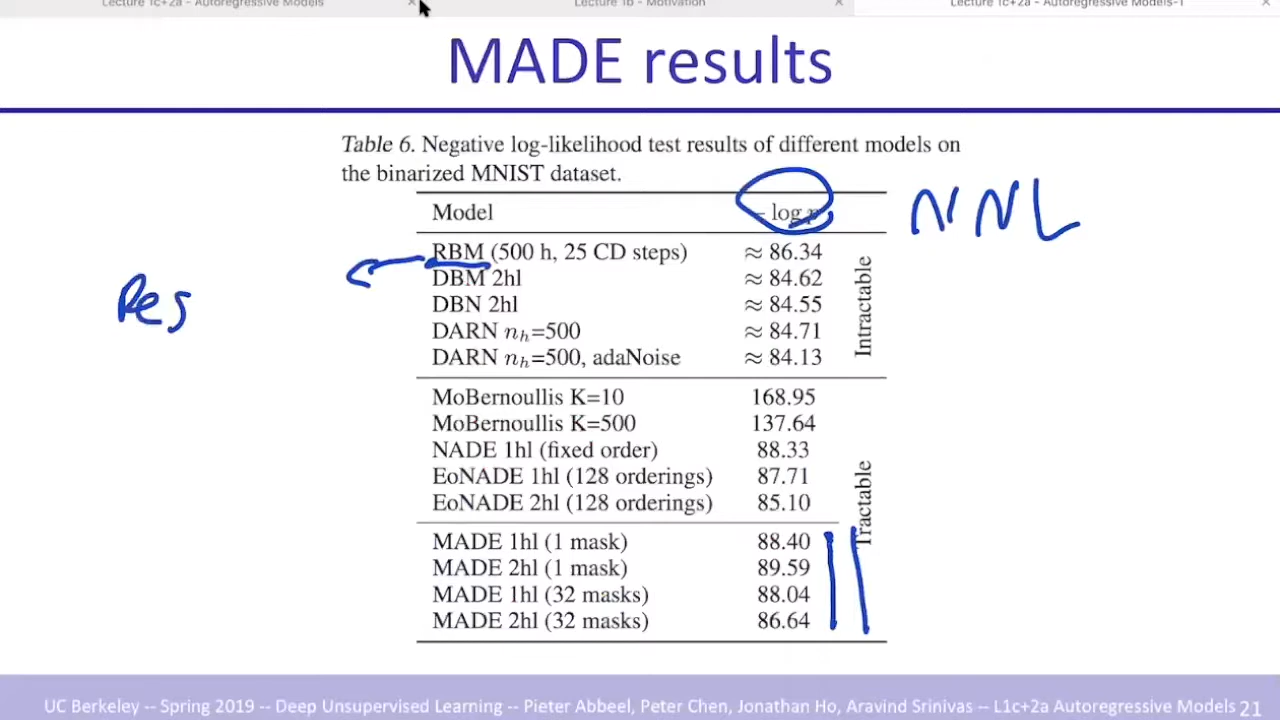 Lecture 1c+2a - Autoregressive Models
Lecture 1b - Motivation
Lecture 1c+2a - Autoregressive Models-1
MADE results
Table 6. Negative log-likelihood test results of different models on
the binarized MNIST dataset.
Model − log p
RBM (500 h, 25 CD steps) ≈ 86.34
DBM 2hl ≈ 84.62
DBN 2hl ≈ 84.55
DARN nh=500 ≈ 84.71
DARN nh=500, adaNoise ≈ 84.13
Intractable
MoBernoullis K=10 168.95
MoBernoullis K=500 137.64
NADE 1hl (fixed order) 88.33
EoNADE 1hl (128 orderings) 87.71
EoNADE 2hl (128 orderings) 85.10
MADE 1hl (1 mask) 88.40
MADE 2hl (1 mask) 89.59
MADE 1hl (32 masks) 88.04
MADE 2hl (32 masks) 86.64
Tractable
NNL
Res
UC Berkeley -- Spring 2019 -- Deep Unsupervised Learning -- Pieter Abbeel, Peter Chen, Jonathan Ho, Aravind Srinivas -- L1c+2a Autoregressive Models 21